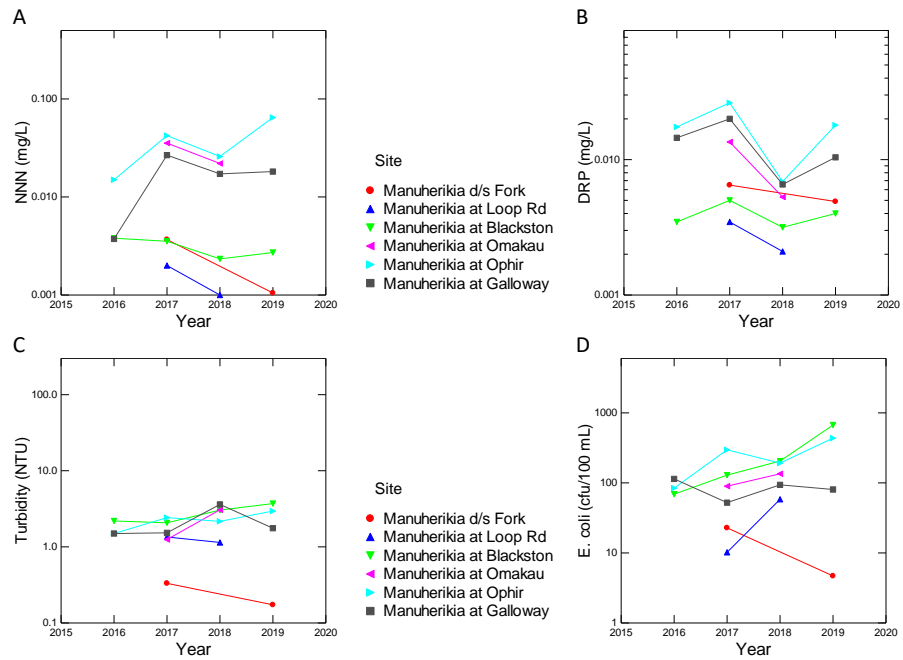 A
NNN (mg/L)
0.100
0.010
0.001
2015 2016 2017 2018 2019 2020
Year
Site
Manuherikia d/s Fork
Manuherikia at Loop Rd
Manuherikia at Blackston
Manuherikia at Omakau
Manuherikia at Ophir
Manuherikia at Galloway
B
DRP (mg/L)
0.010
0.001
2015 2016 2017 2018 2019 2020
Year
C
Turbidity (NTU)
100.0
10.0
1.0
0.1
2015 2016 2017 2018 2019 2020
Year
Site
Manuherikia d/s Fork
Manuherikia at Loop Rd
Manuherikia at Blackston
Manuherikia at Omakau
Manuherikia at Ophir
Manuherikia at Galloway
D
E. coli (cfu/100 mL)
1000
100
10
1
2015 2016 2017 2018 2019 2020
Year